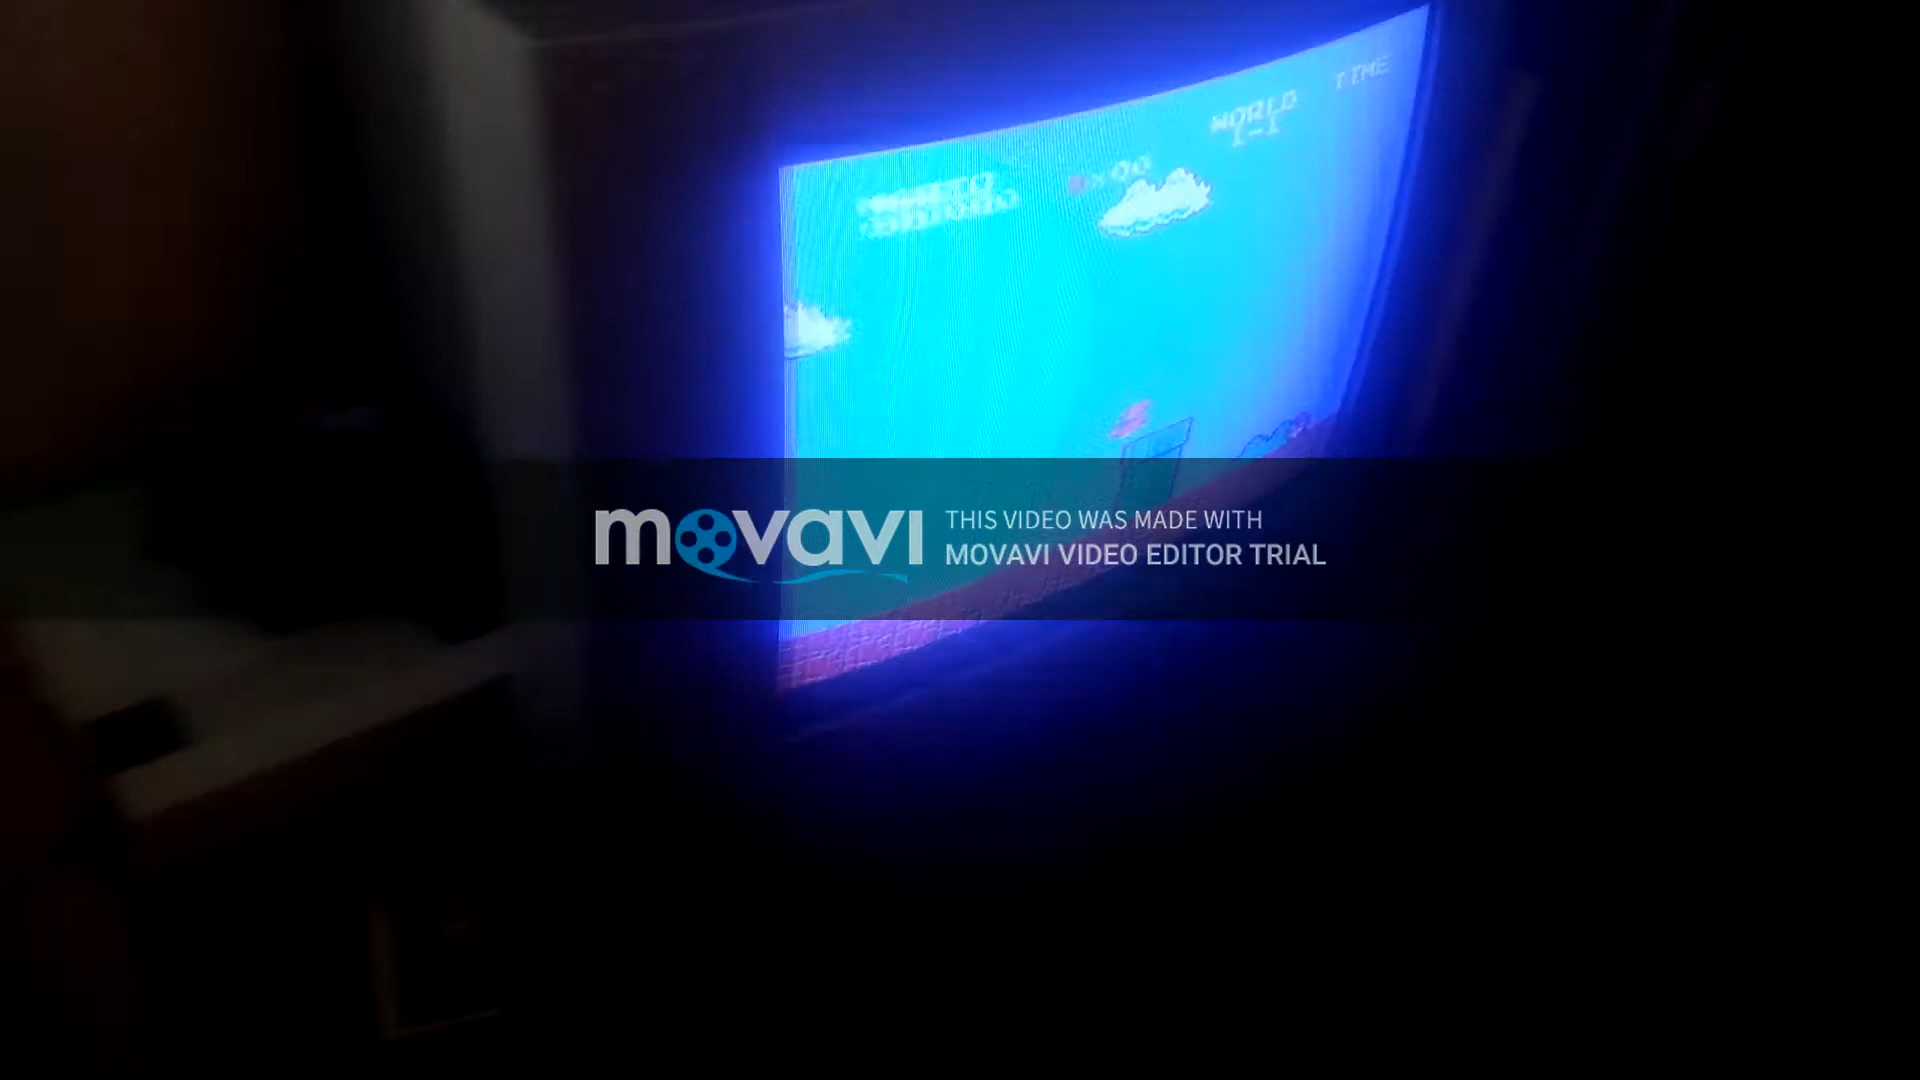 WORLD
1-1
TIME
movavi
THIS VIDEO WAS MADE WITH
MOVAVI VIDEO EDITOR TRIAL